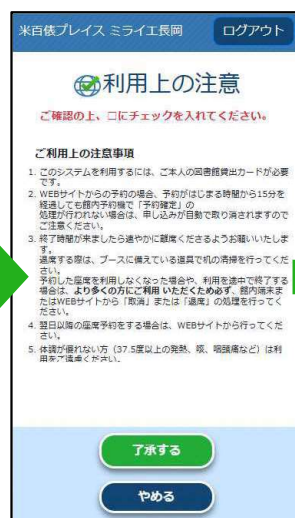 米百俵プレイス ミライエ長岡
ログアウト
利用上の注意
ご確認の上、□にチェックを入れてください。
ご利用上の注意事項
1. このシステムを利用するには、ご本人の図書館貸出カードが必要
です。
2. WEBサイトからの予約の場合、予約がはじまる時間から15分を
経過しても館内予約機で「予約確定」の
処理が行われない場合は、申し込みが自動で取り消されますので
ご注意ください。
3. 終了時間が来ましたら速やかに離席くださるようお願いいたしま
す。
退席する際は、ブースに備えている道具で机の清掃を行ってくだ
さい。
予約した座席を利用しなくなった場合や、利用を途中で終了する
場合は、より多くの方にご利用 いただくため必ず、館内端末ま
たはWEBサイトから「取消」または「退席」の処理を行ってく
ださい。
4. 翌日以降の座席予約をする場合は、WEBサイトから行ってくだ
さい。
5. 体調が優れない方（37.5度以上の発熱、咳、咽頭痛など）は利
用をご遠慮ください。
了承する
やめる